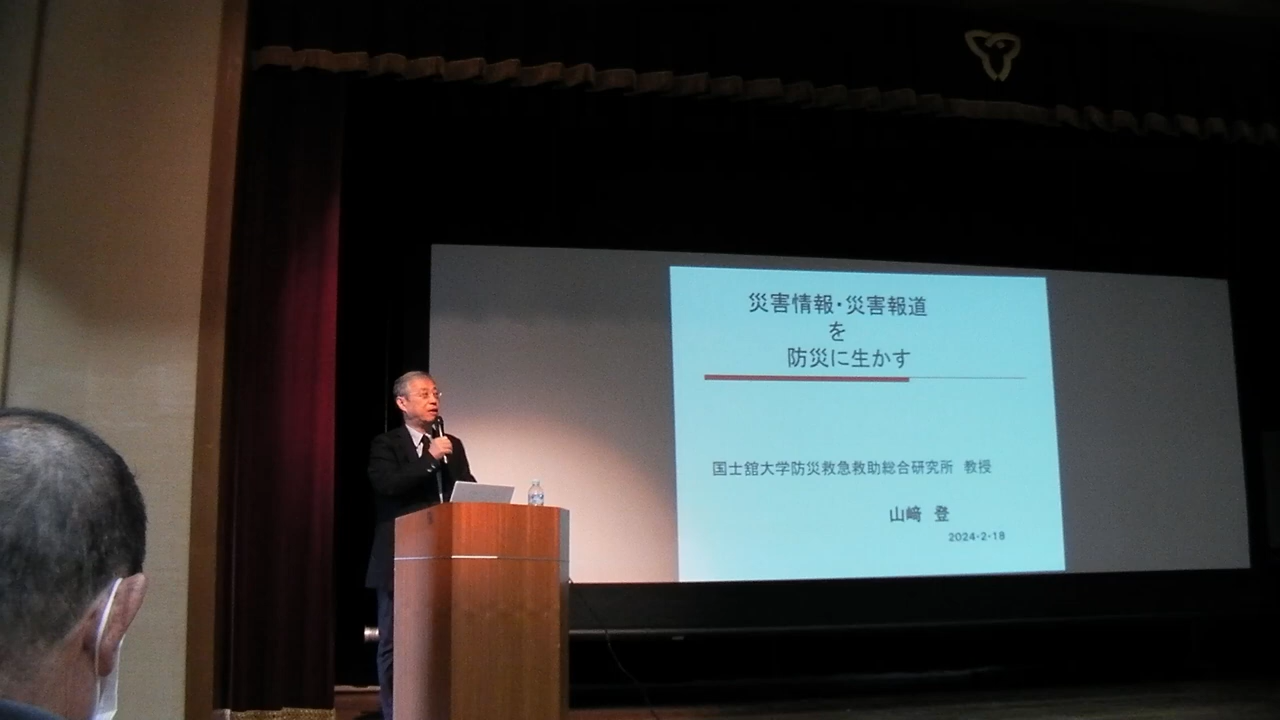 災害情報・災害報道
を
防災に生かす
国士舘大学防災救急救助総合研究所 教授
山﨑 登
2024-2-18